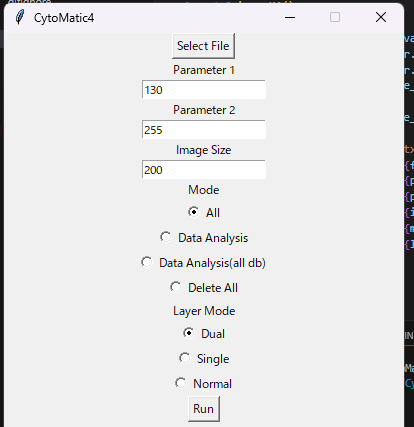 CytoMatic4
Select File
Parameter 1
130
Parameter 2
255
Image Size
200
Mode
All
Data Analysis
Data Analysis(all db)
Delete All
Layer Mode
Dual
Single
Normal
Run